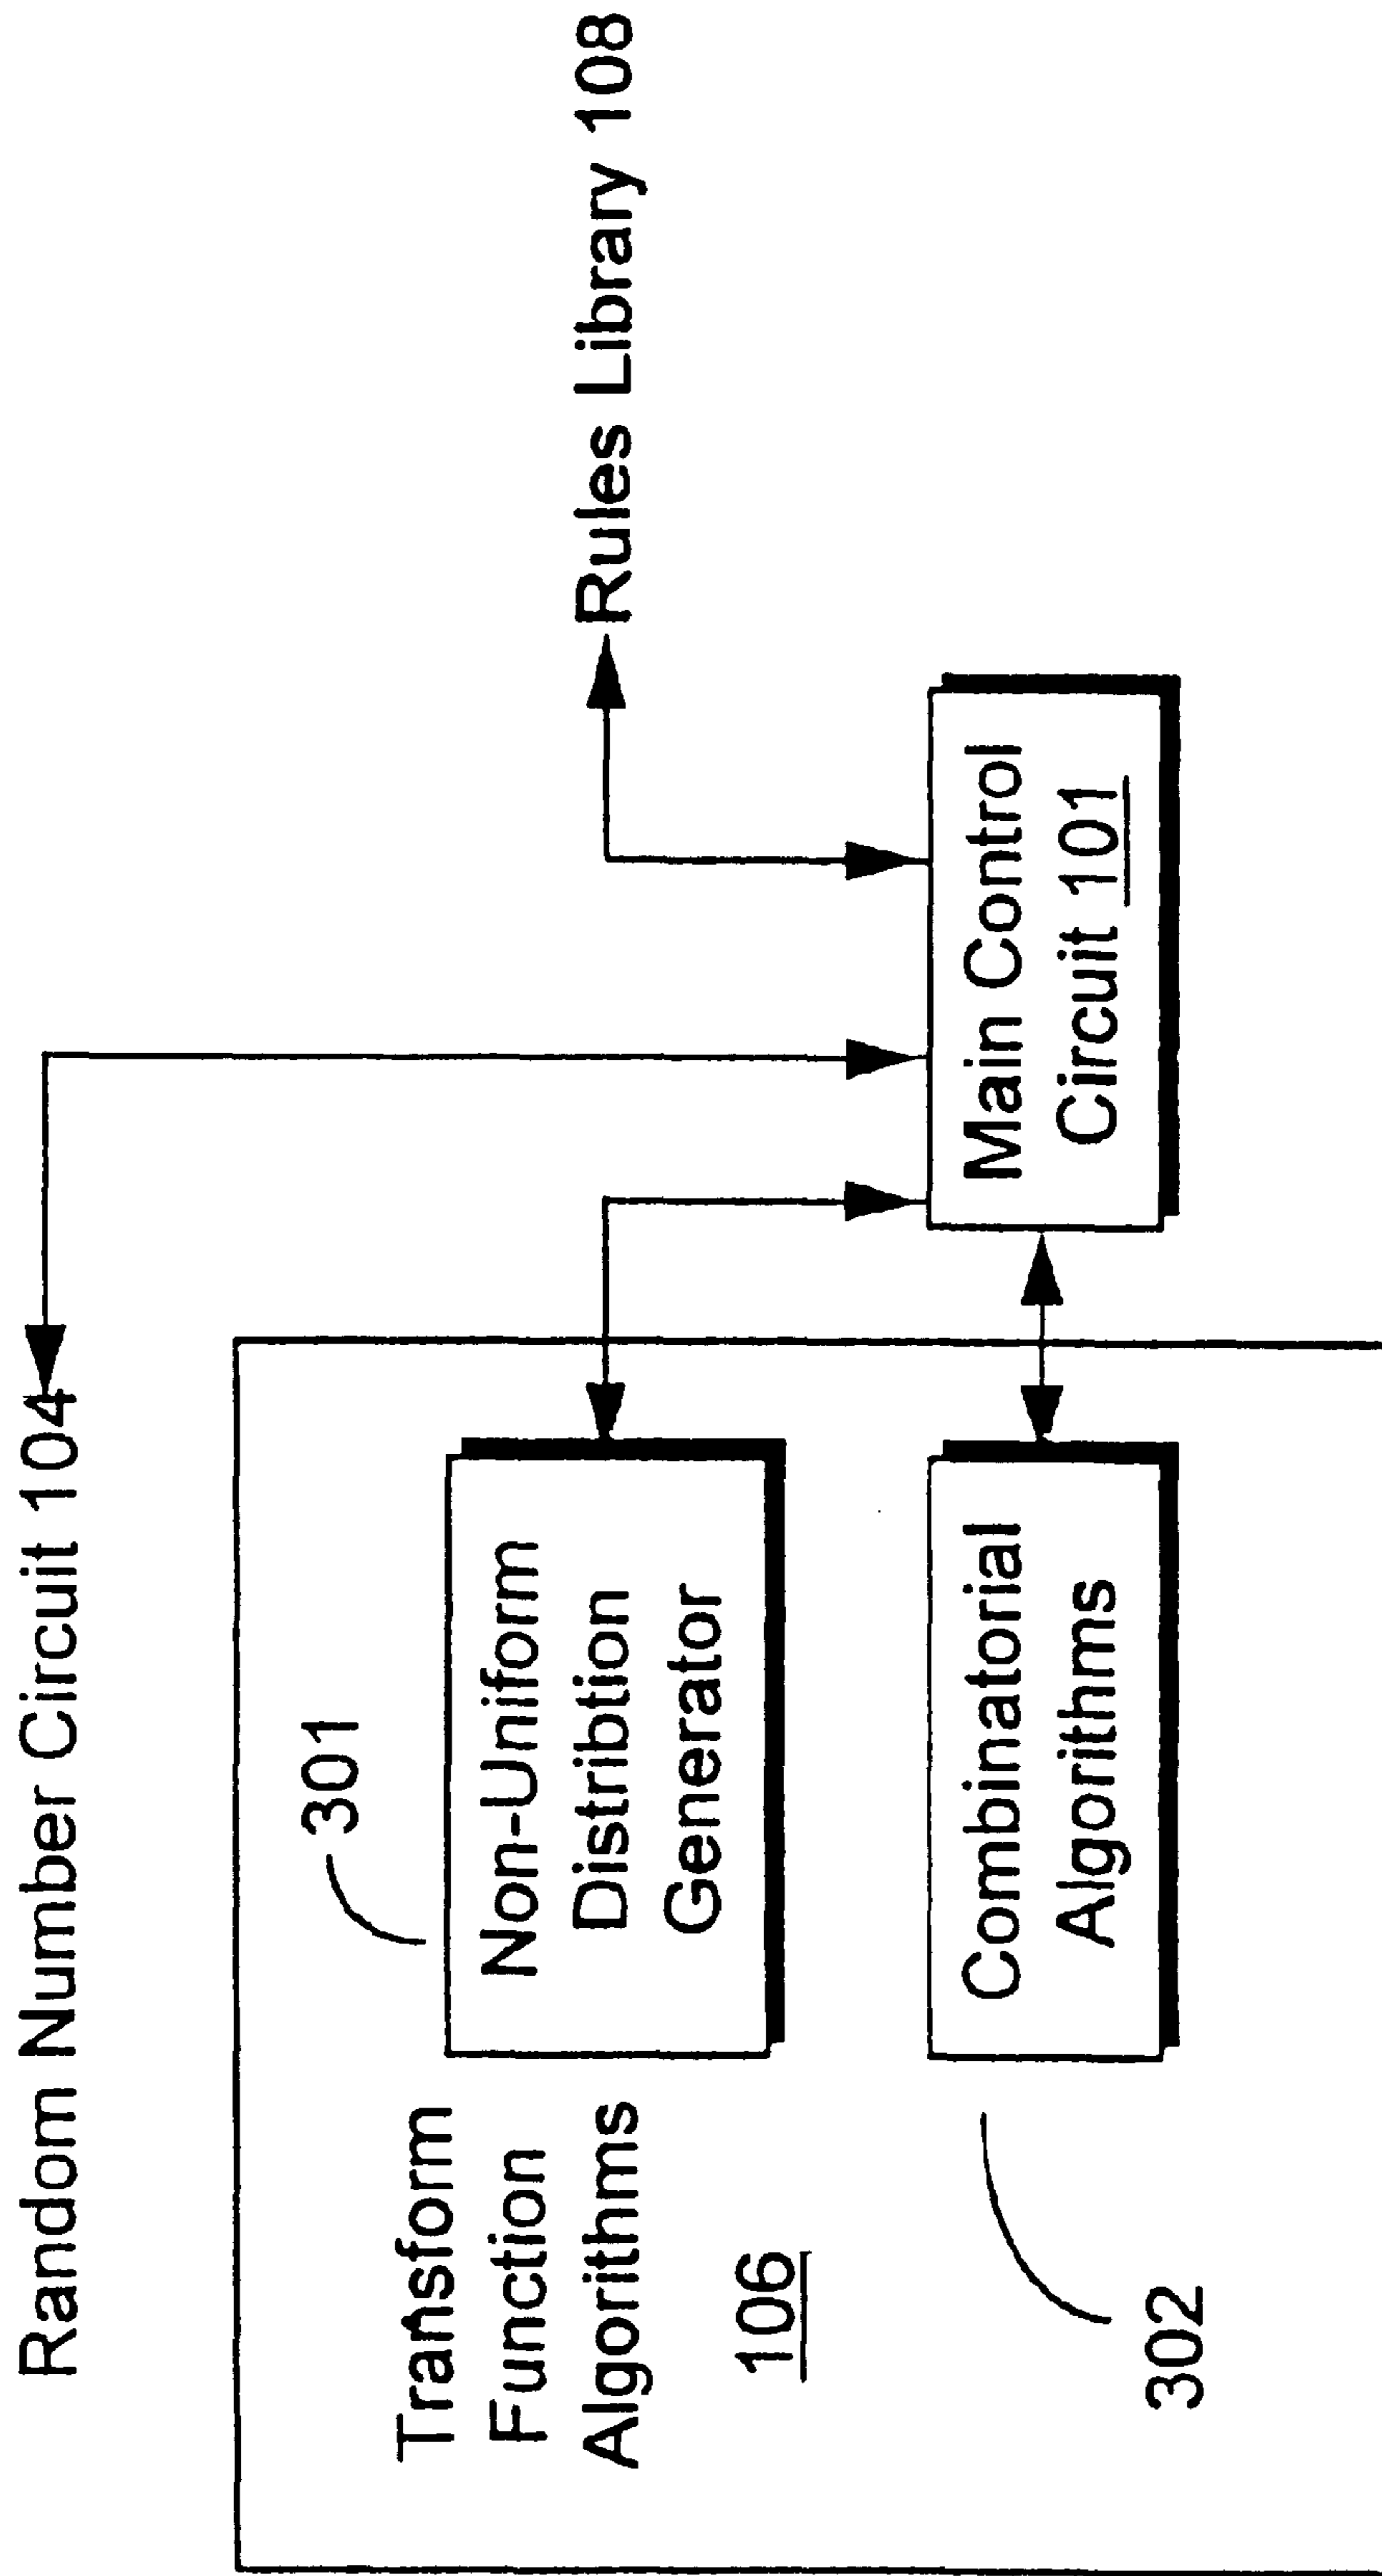 Random Number Circuit 104
301
Transform
Function
Algorithms
106
Non-Uniform
Distribtion
Generator
Rules Library 108
302
Combinatorial
Algorithms
Main Control
Circuit 101